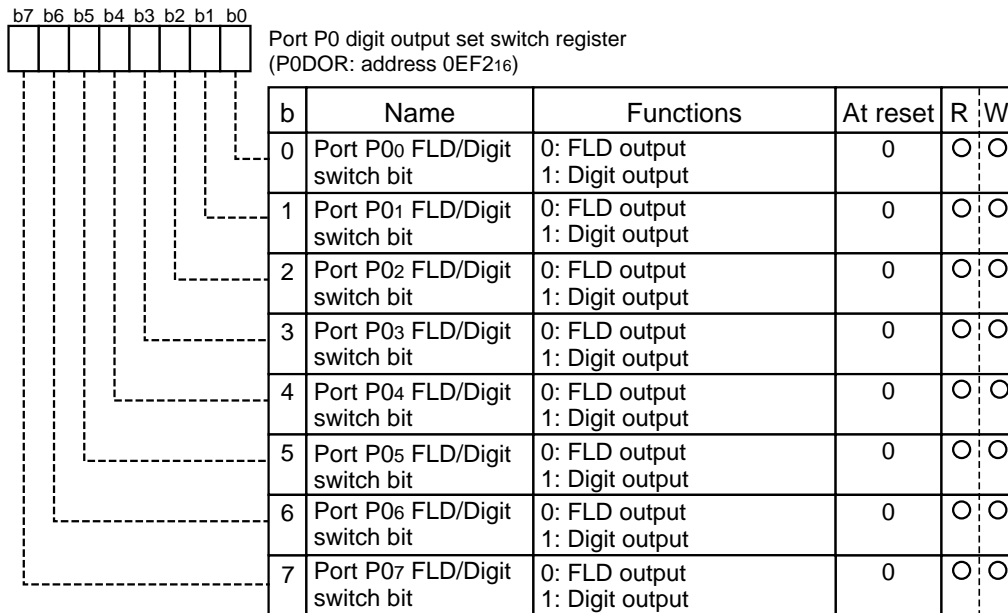 b7 b6 b5 b4 b3 b2 b1 b0
Port P0 digit output set switch register
(P0DOR: address 0EF216)
b Name Functions At reset R W
0 Port P00 FLD/Digit switch bit 0: FLD output 0 O O
1: Digit output
1 Port P01 FLD/Digit switch bit 0: FLD output 0 O O
1: Digit output
2 Port P02 FLD/Digit switch bit 0: FLD output 0 O O
1: Digit output
3 Port P03 FLD/Digit switch bit 0: FLD output 0 O O
1: Digit output
4 Port P04 FLD/Digit switch bit 0: FLD output 0 O O
1: Digit output
5 Port P05 FLD/Digit switch bit 0: FLD output 0 O O
1: Digit output
6 Port P06 FLD/Digit switch bit 0: FLD output 0 O O
1: Digit output
7 Port P07 FLD/Digit switch bit 0: FLD output 0 O O
1: Digit output